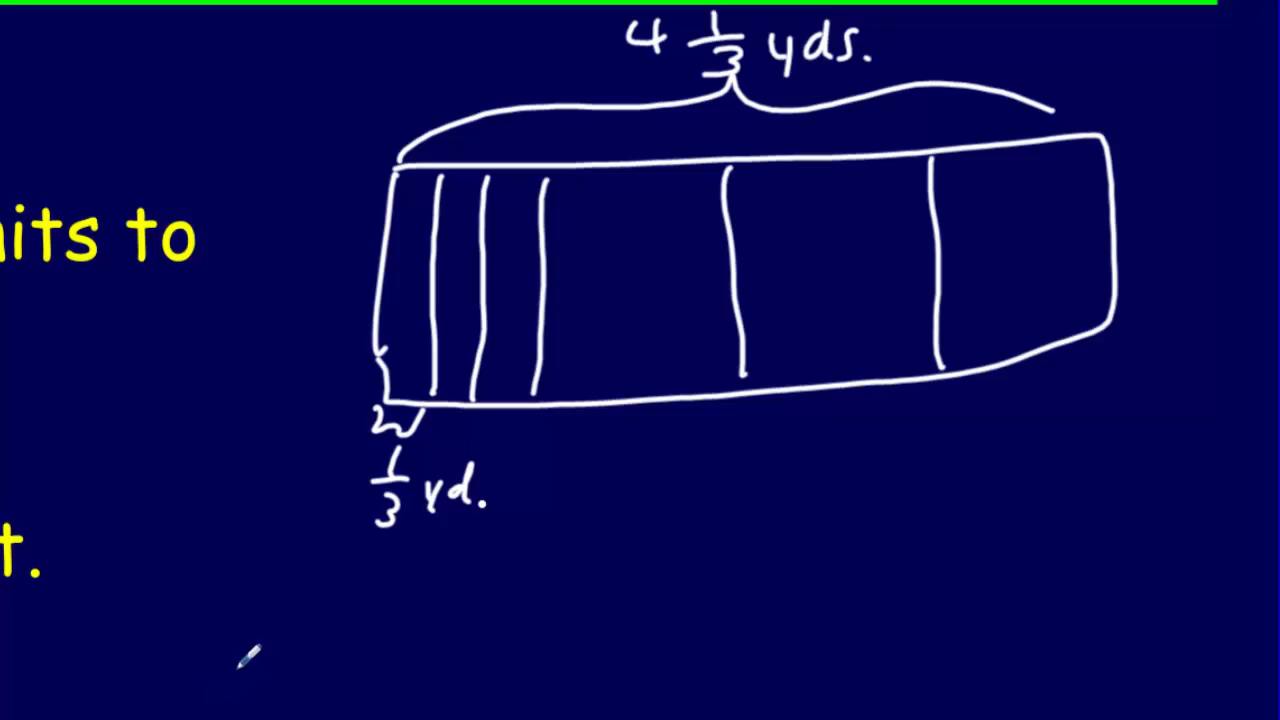 4 1/3 yds.
its to
1/3 yd.
t.